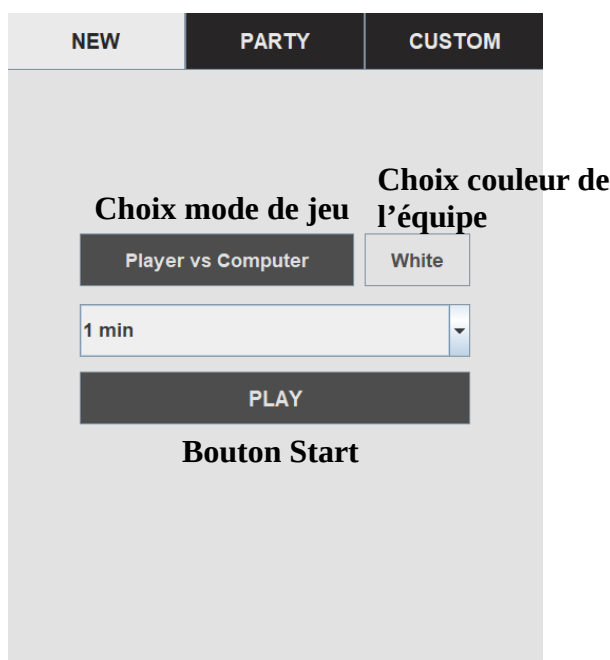 NEW PARTY CUSTOM
Choix mode de jeu
Choix couleur de
l’équipe
Player vs Computer
White
1 min
PLAY
Bouton Start